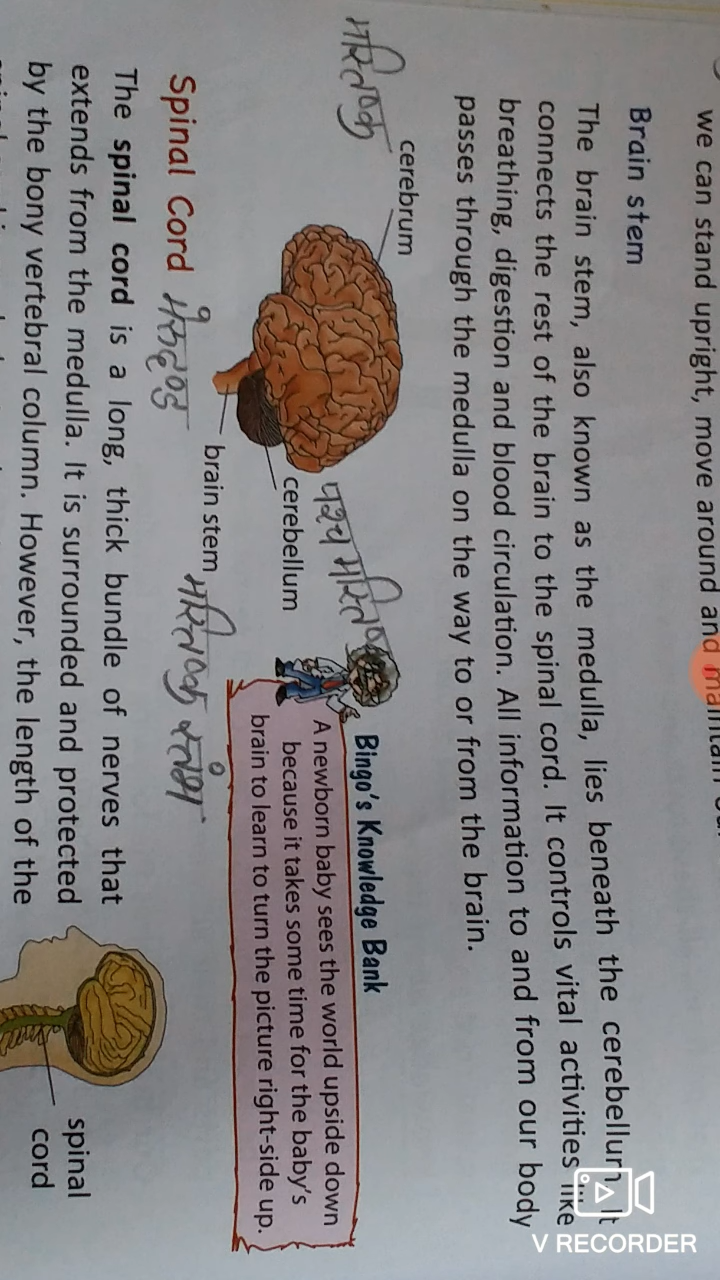 we can stand upright, move around and
Brain stem
The brain stem, also known as the medulla, lies beneath the cerebellum. It
connects the rest of the brain to the spinal cord. It controls vital activities like
breathing, digestion and blood circulation. All information to and from our body
passes through the medulla on the way to or from the brain.
मस्तिष्क
cerebrum
पश्च मस्तिष्क
cerebellum
brain stem
मस्तिष्क स्तंभ
Bingo's Knowledge Bank
A newborn baby sees the world upside down
because it takes some time for the baby's
brain to learn to turn the picture right-side up.
Spinal Cord
The spinal cord is a long, thick bundle of nerves that
extends from the medulla. It is surrounded and protected
by the bony vertebral column. However, the length of the
spinal
cord
V RECORDER